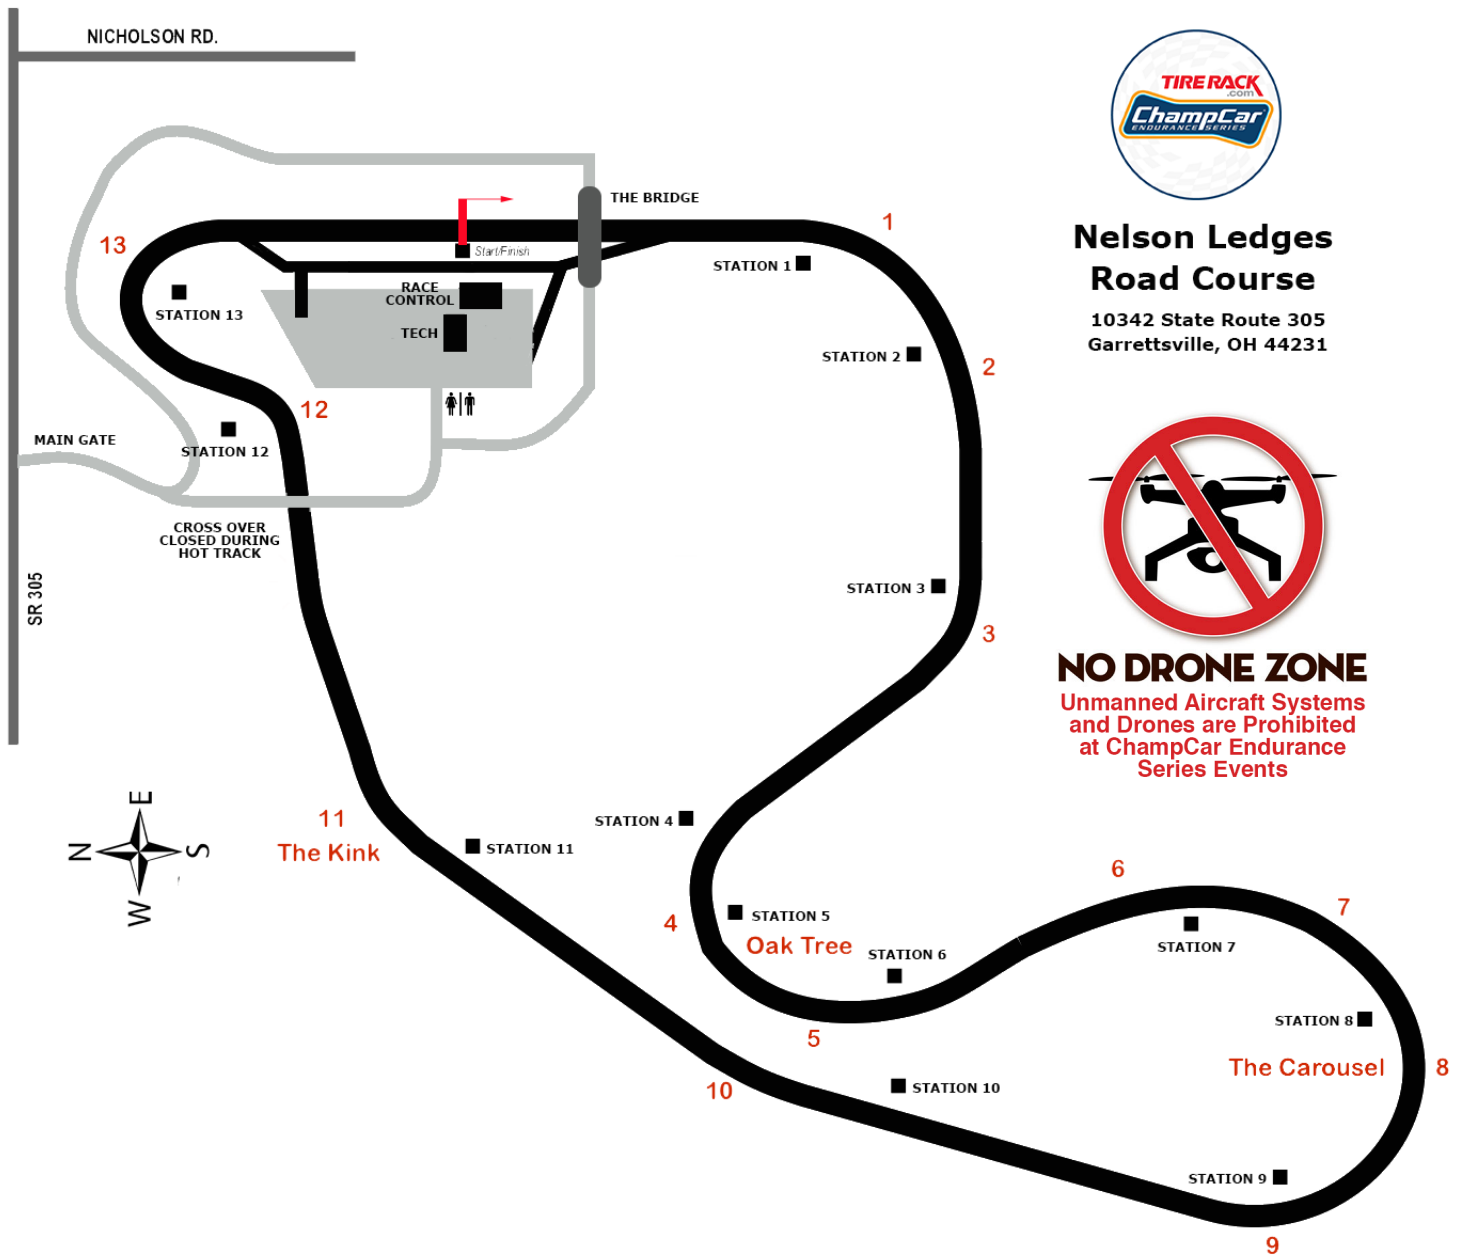 NICHOLSON RD.
TIRE RACK
.com
ChampCar
ENDURANCE SERIES
THE BRIDGE
1
Nelson Ledges
Road Course
10342 State Route 305
Garrettsville, OH 44231
13
Start/Finish
STATION 1
RACE
CONTROL
TECH
STATION 13
STATION 2
2
12
MAIN GATE
STATION 12
CROSS OVER
CLOSED DURING
HOT TRACK
SR 305
STATION 3
3
NO DRONE ZONE
Unmanned Aircraft Systems
and Drones are Prohibited
at ChampCar Endurance
Series Events
E
N
S
W
11
The Kink
STATION 11
STATION 4
4
STATION 5
Oak Tree
STATION 6
5
6
7
STATION 7
STATION 8
The Carousel
8
10
STATION 10
STATION 9
9